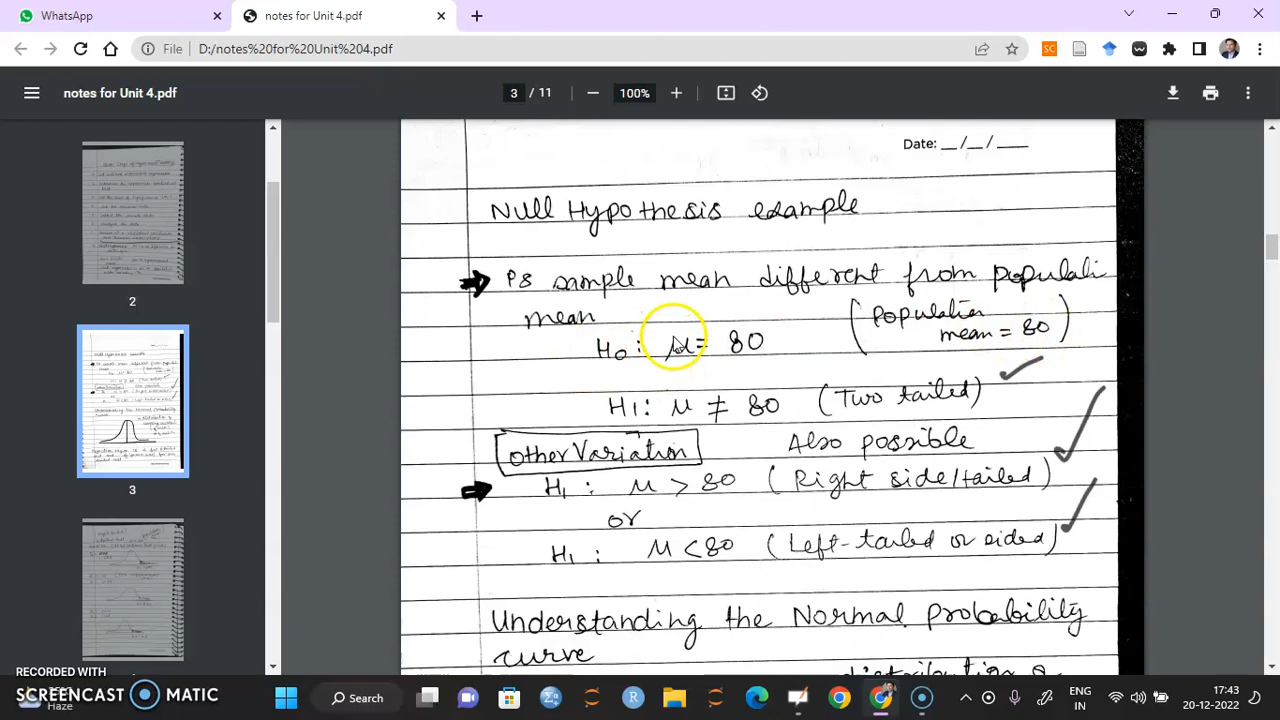 WhatsApp
notes for Unit 4.pdf
File
D:/notes%20for%20Unit%204.pdf
SC
notes for Unit 4.pdf
3 / 11
100%
2
3
Date: __/__/____
Null Hypothesis example
Is sample mean different from populati
mean
(population
mean = 80)
H0: μ = 80
H1: μ ≠ 80 (Two tailed)
Other Variation
Also possible
H1: μ > 80 (Right side/tailed)
or
H1: μ < 80 (Left-tailed or sided)
Understanding the Normal probability
curve
distribution
RECORDED WITH
SCREENCAST MATIC
Haze
Search
ENG
IN
17:43
20-12-2022